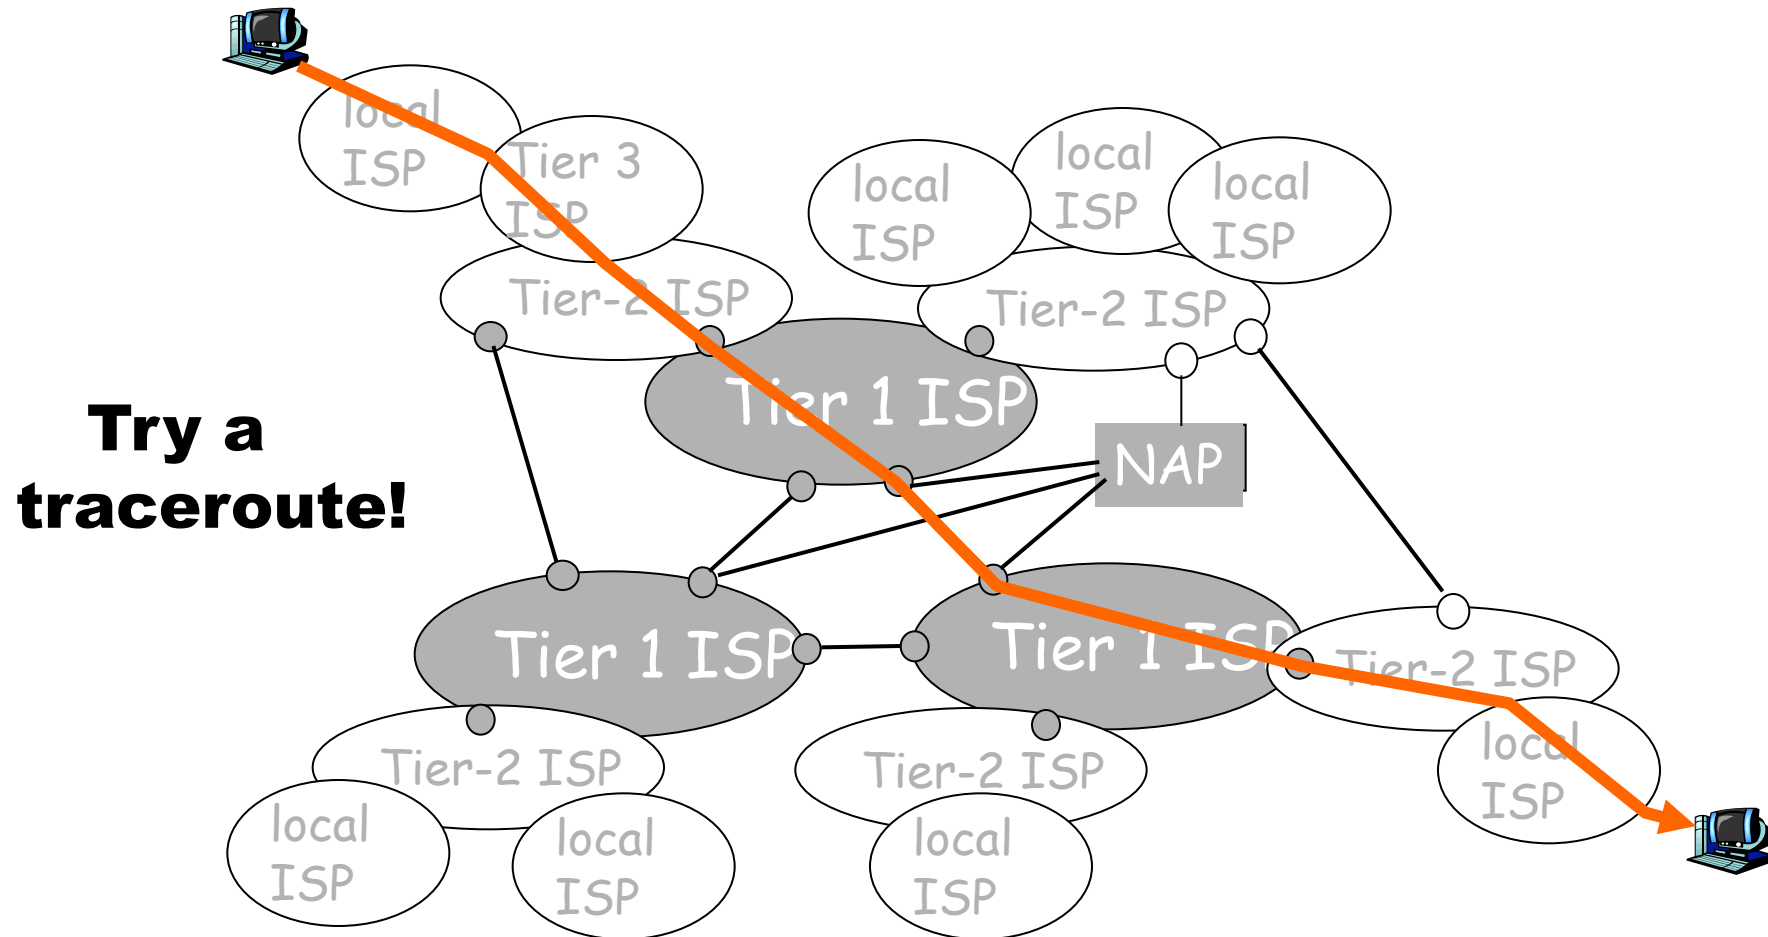 local
ISP
Tier 3
ISP
local
ISP
local
ISP
local
ISP
Tier-2 ISP
Tier-2 ISP
Tier 1 ISP
NAP
Try a
traceroute!
Tier 1 ISP
Tier 1 ISP
Tier-2 ISP
Tier-2 ISP
Tier-2 ISP
local
ISP
local
ISP
local
ISP
local
ISP